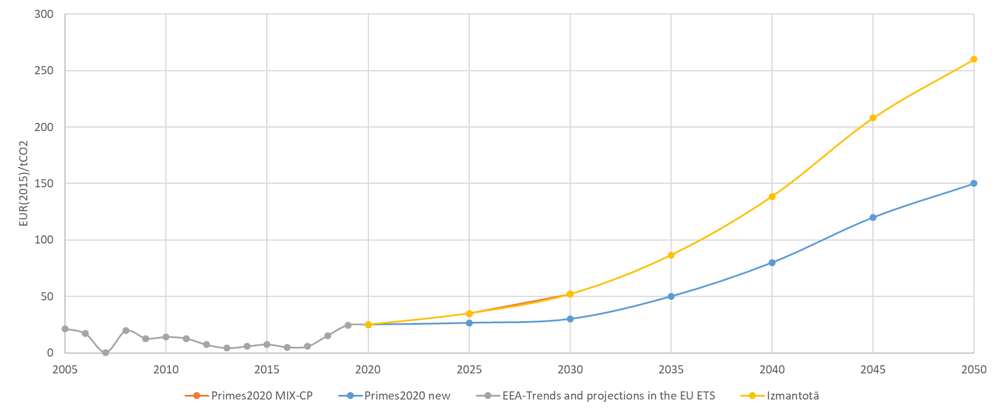 300
250
200
150
100
50
0
EUR(2015)/tCO2
2005 2010 2015 2020 2025 2030 2035 2040 2045 2050
Primes2020 MIX-CP Primes2020 new EEA-Trends and projections in the EU ETS Izmantotā